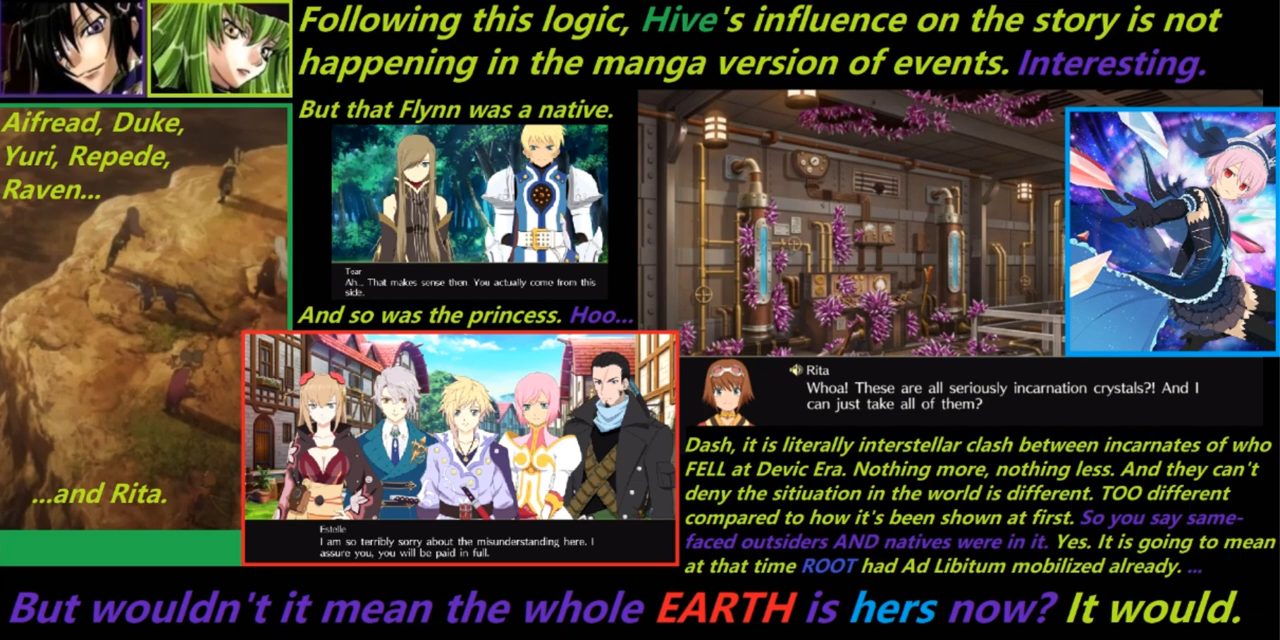 Following this logic, Hive's influence on the story is not
happening in the manga version of events. Interesting.
Aifread, Duke,
Yuri, Repede,
Raven...
...and Rita.
But that Flynn was a native.
Tear
Ah... That makes sense then. You actually come from this
side.
And so was the princess. Hoo...
Estelle
I am so terribly sorry about the misunderstanding here. I
assure you, you will be paid in full.
Rita
Whoa! These are all seriously incarnation crystals?! And I
can just take all of them?
Dash, it is literally interstellar clash between incarnates of who
FELL at Devic Era. Nothing more, nothing less. And they can't
deny the sitiuation in the world is different. TOO different
compared to how it's been shown at first. So you say same-
faced outsiders AND natives were in it. Yes. It is going to mean
at that time ROOT had Ad Libitum mobilized already. ...
But wouldn't it mean the whole EARTH is hers now? It would.